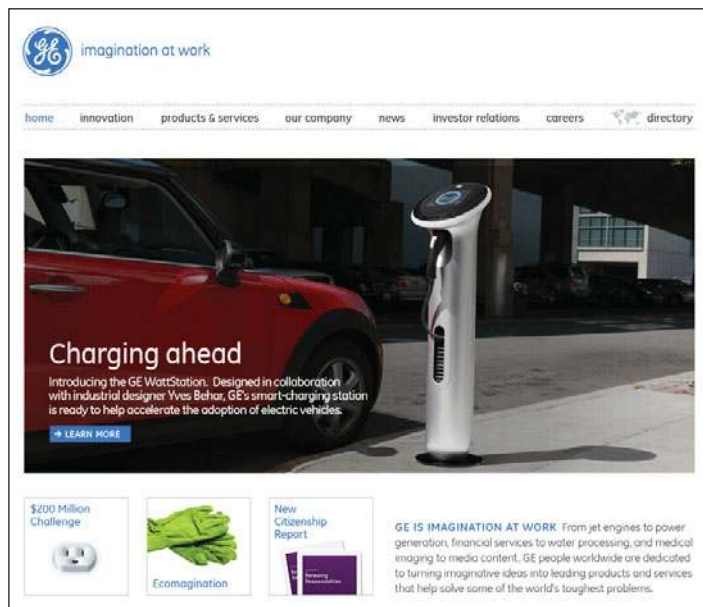 GE
imagination at work
home innovation products & services our company news investor relations careers directory
Charging ahead
Introducing the GE WattStation. Designed in collaboration
with industrial designer Yves Behar, GE's smart-charging station
is ready to help accelerate the adoption of electric vehicles.
→ LEARN MORE
$200 Million
Challenge
Ecomagination
New
Citizenship
Report
Renewing
Responsibilities
GE IS IMAGINATION AT WORK From jet engines to power
generation, financial services to water processing, and medical
imaging to media content, GE people worldwide are dedicated
to turning imaginative ideas into leading products and services
that help solve some of the world's toughest problems.